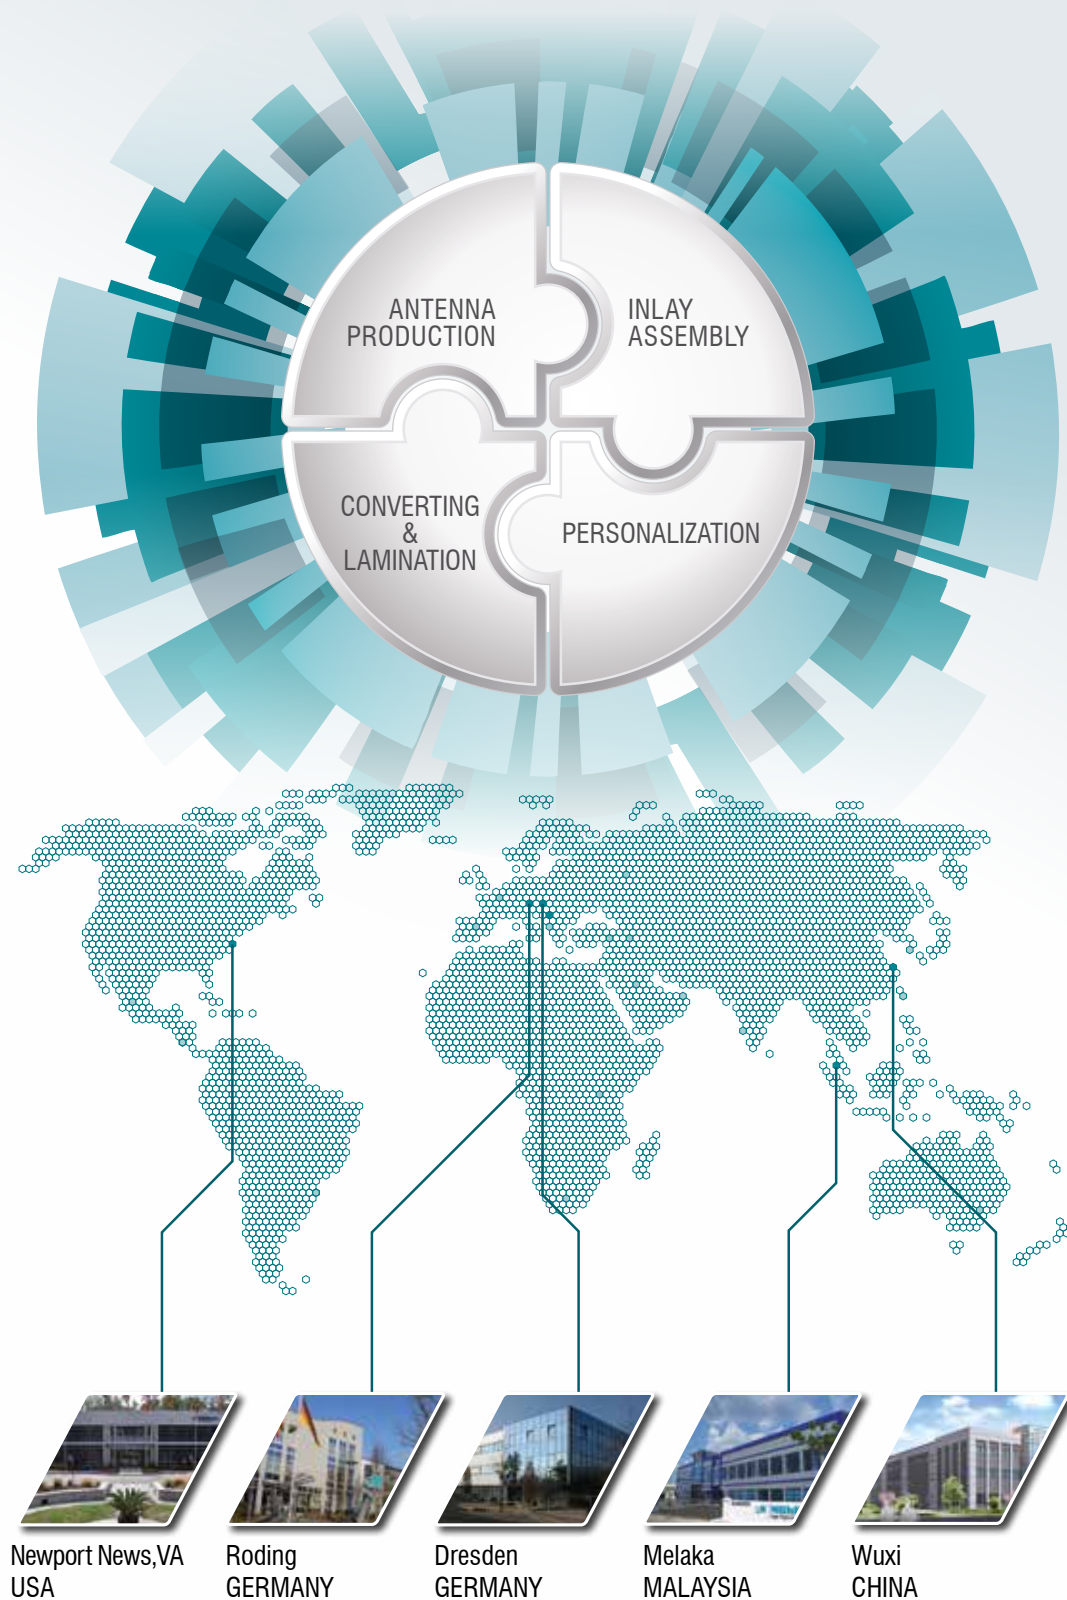 ANTENNA
PRODUCTION
INLAY
ASSEMBLY
CONVERTING
&
LAMINATION
PERSONALIZATION
Newport News,VA
USA
Roding
GERMANY
Dresden
GERMANY
Melaka
MALAYSIA
Wuxi
CHINA